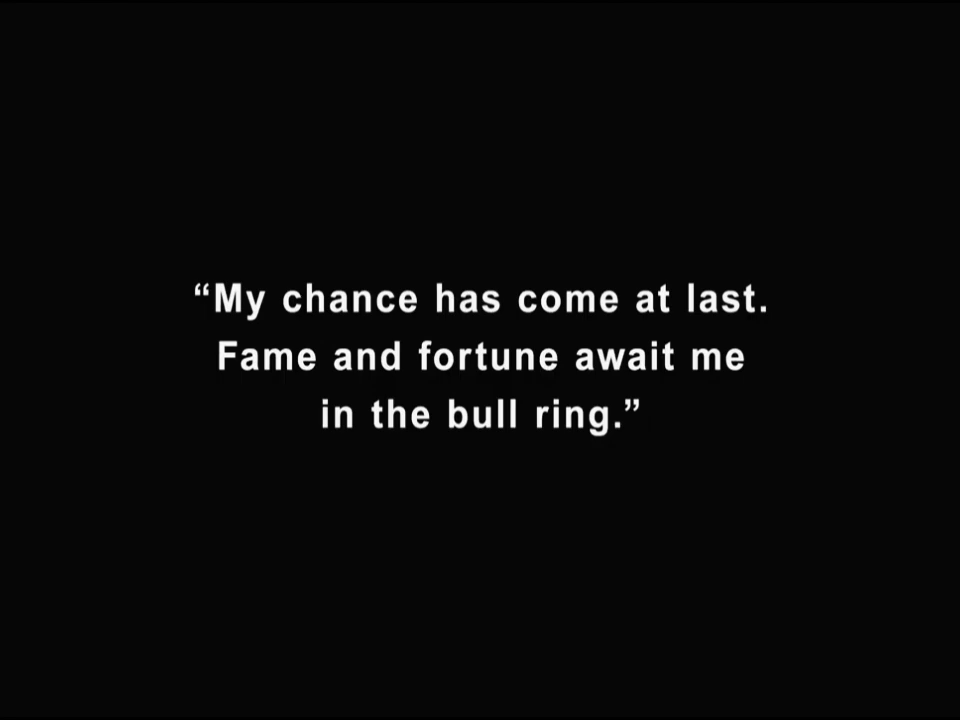 “My chance has come at last.
Fame and fortune await me
in the bull ring.”